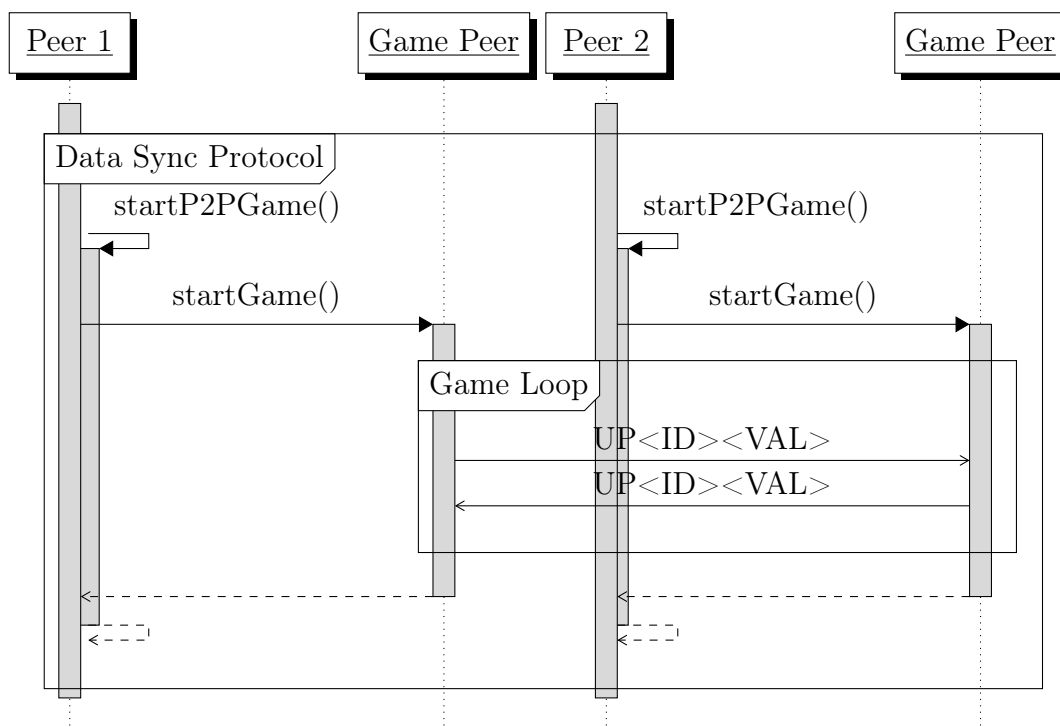 Peer 1
Game Peer
Peer 2
Game Peer
Data Sync Protocol
startP2PGame()
startP2PGame()
startGame()
startGame()
Game Loop
UP<ID><VAL>
UP<ID><VAL>